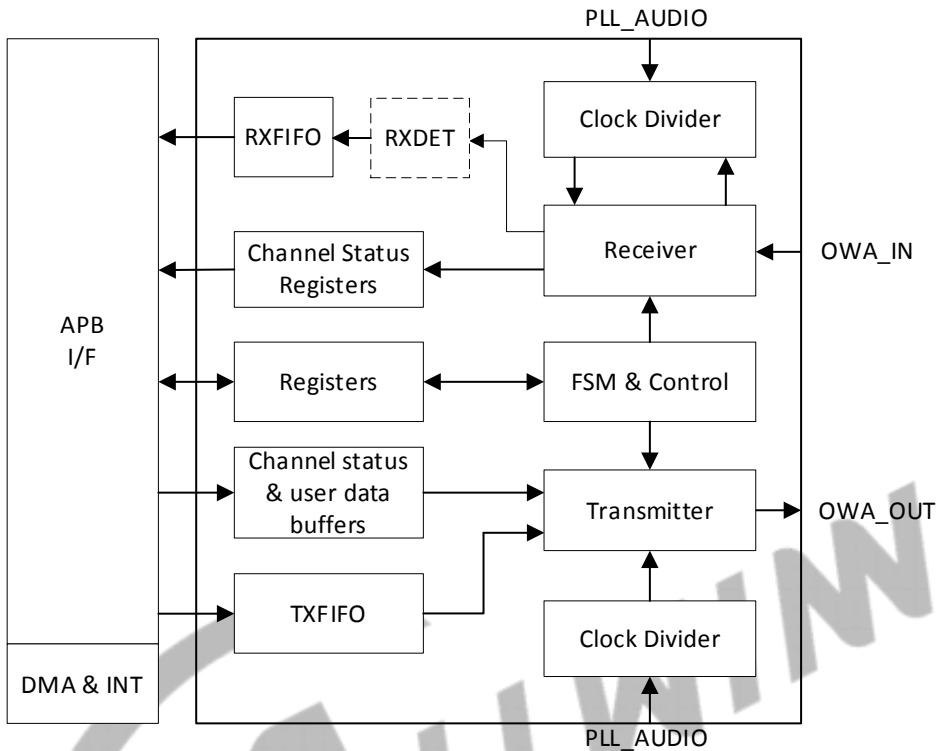 PLL_AUDIO
Clock Divider
RXFIFO
RXDET
Receiver
OWA_IN
Channel Status
Registers
APB
I/F
Registers
FSM & Control
Channel status
& user data
buffers
Transmitter
OWA_OUT
TXFIFO
Clock Divider
DMA & INT
PLL_AUDIO